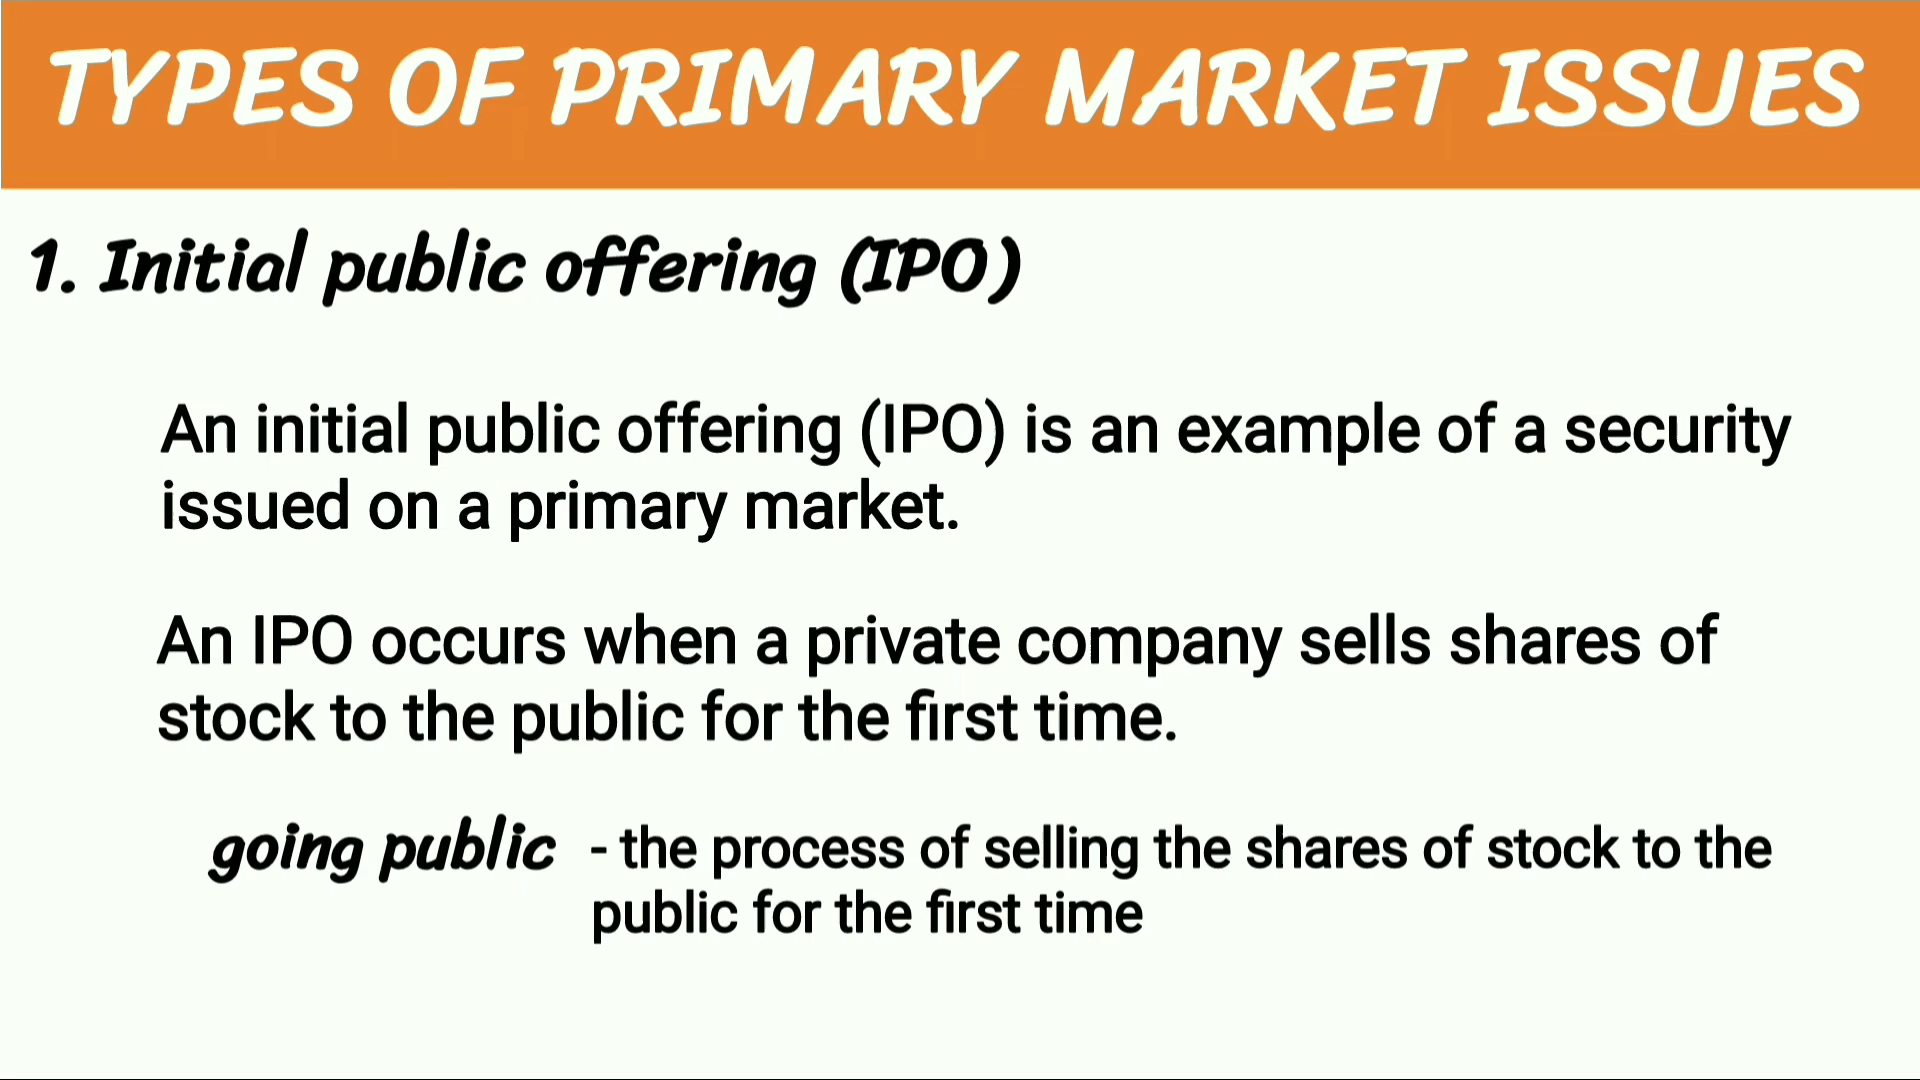 TYPES OF PRIMARY MARKET ISSUES
1. Initial public offering (IPO)
An initial public offering (IPO) is an example of a security
issued on a primary market.
An IPO occurs when a private company sells shares of
stock to the public for the first time.
going public - the process of selling the shares of stock to the
public for the first time